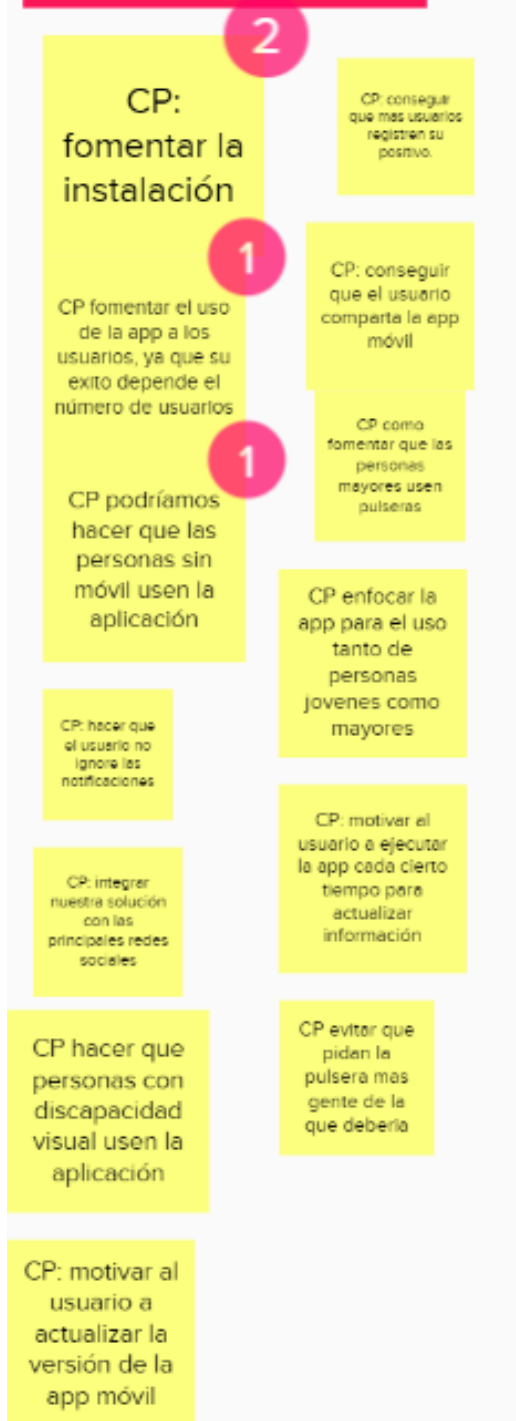 2
CP:
fomentar la
instalación
1
CP fomentar el uso
de la app a los
usuarios, ya que su
exito depende el
número de usuarios
1
CP podríamos
hacer que las
personas sin
móvil usen la
aplicación
CP: hacer que
el usuario no
ignore las
notificaciones
CP: integrar
nuestra solución
con las
principales redes
sociales
CP hacer que
personas con
discapacidad
visual usen la
aplicación
CP: motivar al
usuario a
actualizar la
versión de la
app móvil
CP: conseguir
que mas usuarios
registren su
positivo.
CP: conseguir
que el usuario
comparta la app
móvil
CP como
fomentar que las
personas
mayores usen
pulseras
CP enfocar la
app para el uso
tanto de
personas
jovenes como
mayores
CP: motivar al
usuario a ejecutar
la app cada cierto
tiempo para
actualizar
información
CP evitar que
pidan la
pulsera mas
gente de la
que debería